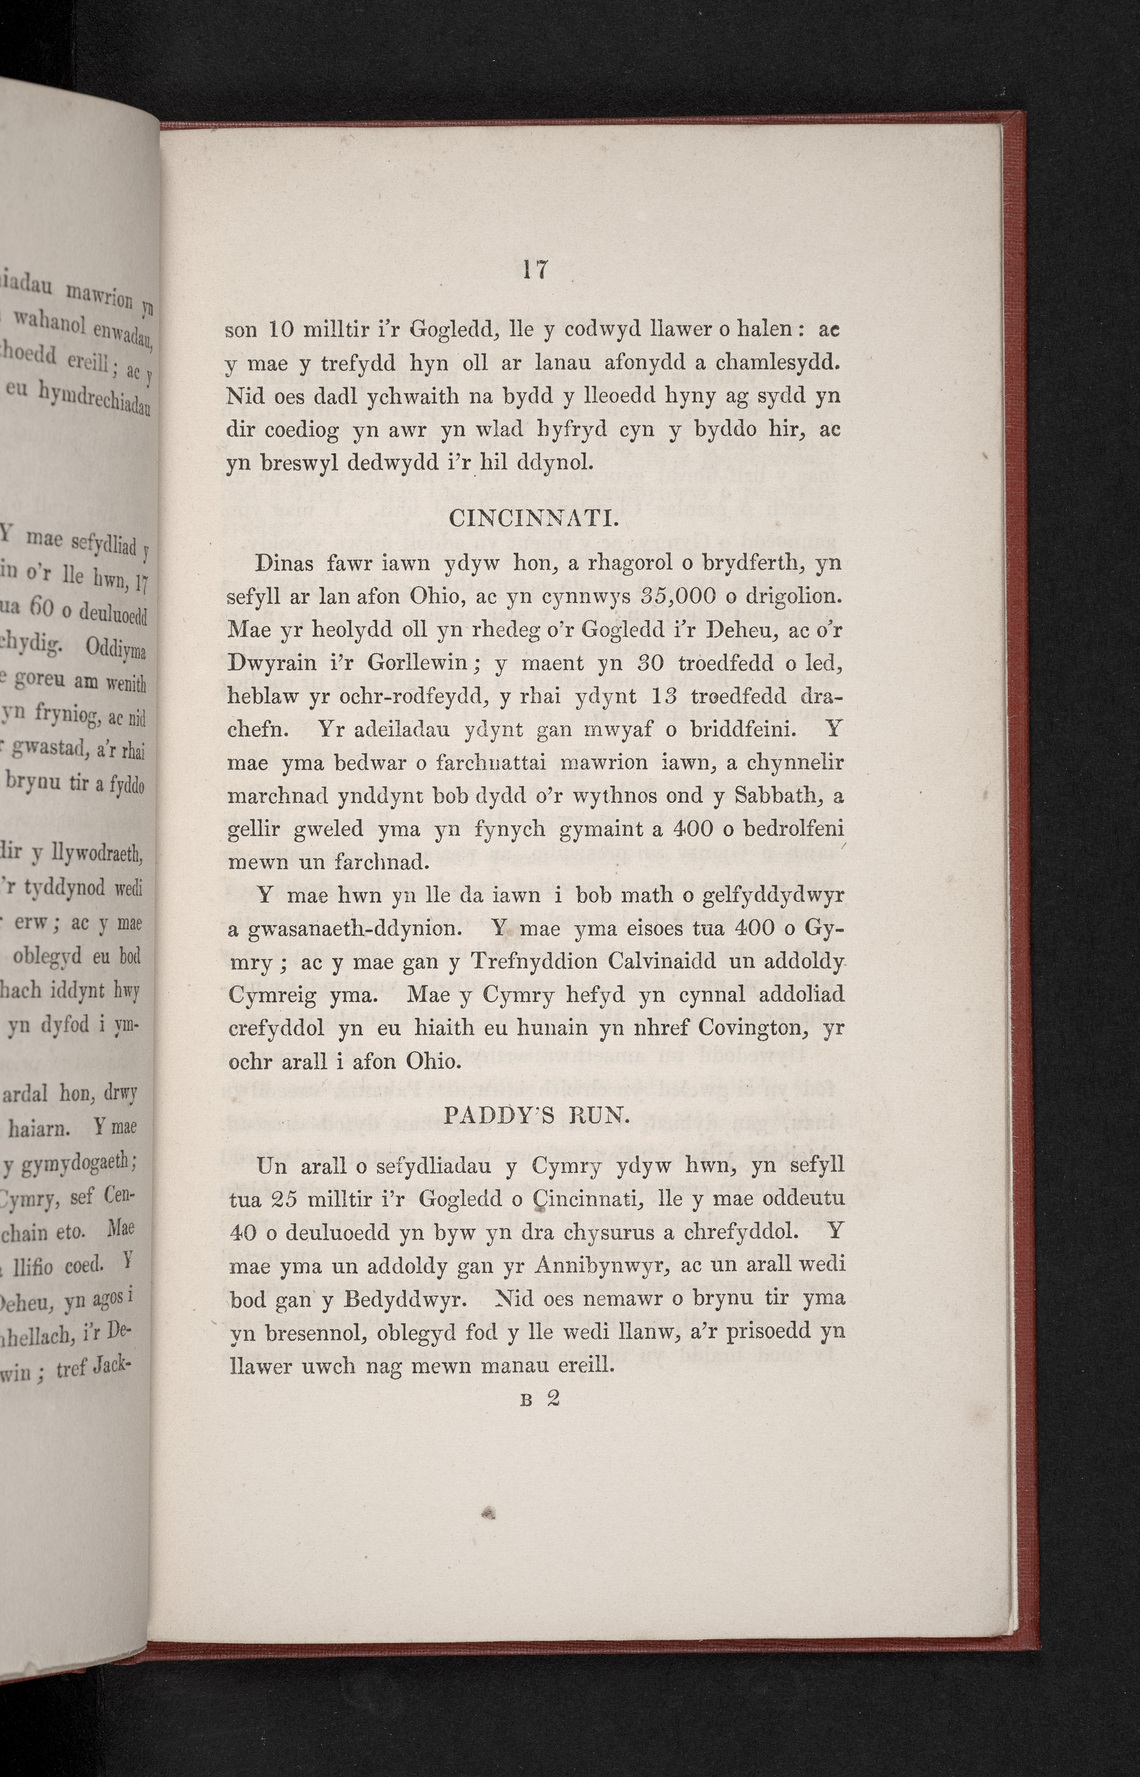 iadau mawrion yn
wahanol enwadau,
hoedd ereill; ac y
eu hymdrechiadau
Y mae sefydliad y
in o'r lle hwn, 17
ua 60 o deuluoedd
chydig. Oddiyma
e goreu am wenith
yn fryniog, ac nid
r gwastad, a'r rhai
brynu tir a fyddo
dir y llywodraeth,
'r tyddynod wedi
r erw; ac y mae
oblegyd eu bod
hach iddynt hwy
yn dyfod i ym-
ardal hon, drwy
haiarn. Y mae
y gymydogaeth;
Cymry, sef Cen-
chain eto. Mae
llifio coed. Y
Deheu, yn agos i
hellach, i'r De-
win; tref Jack-
17
son 10 milltir i'r Gogledd, lle y codwyd llawer o halen: ac
y mae y trefydd hyn oll ar lanau afonydd a chamlesydd.
Nid oes dadl ychwaith na bydd y lleoedd hyny ag sydd yn
dir coediog yn awr yn wlad hyfryd cyn y byddo hir, ac
yn breswyl dedwydd i'r hil ddynol.
CINCINNATI.
Dinas fawr iawn ydyw hon, a rhagorol o brydferth, yn
sefyll ar lan afon Ohio, ac yn cynnwys 35,000 o drigolion.
Mae yr heolydd oll yn rhedeg o'r Gogledd i'r Deheu, ac o'r
Dwyrain i'r Gorllewin; y maent yn 30 troedfedd o led,
heblaw yr ochr-rodfeydd, y rhai ydynt 13 troedfedd dra-
chefn. Yr adeiladau ydynt gan mwyaf o briddfeini. Y
mae yma bedwar o farchnattai mawrion iawn, a chynnelir
marchnad ynddynt bob dydd o'r wythnos ond y Sabbath, a
gellir gweled yma yn fynych gymaint a 400 o bedrolfeni
mewn un farchnad.
Y mae hwn yn lle da iawn i bob math o gelfyddydwyr
a gwasanaeth-ddynion. Y mae yma eisoes tua 400 o Gy-
mry; ac y mae gan y Trefnyddion Calvinaidd un addoldy
Cymreig yma. Mae y Cymry hefyd yn cynnal addoliad
crefyddol yn eu hiaith eu hunain yn nhref Covington, yr
ochr arall i afon Ohio.
PADDY'S RUN.
Un arall o sefydliadau y Cymry ydyw hwn, yn sefyll
tua 25 milltir i'r Gogledd o Cincinnati, lle y mae oddeutu
40 o deuluoedd yn byw yn dra chysurus a chrefyddol. Y
mae yma un addoldy gan yr Annibynwyr, ac un arall wedi
bod gan y Bedyddwyr. Nid oes nemawr o brynu tir yma
yn bresennol, oblegyd fod y lle wedi llanw, a'r prisoedd yn
llawer uwch nag mewn manau ereill.
B 2